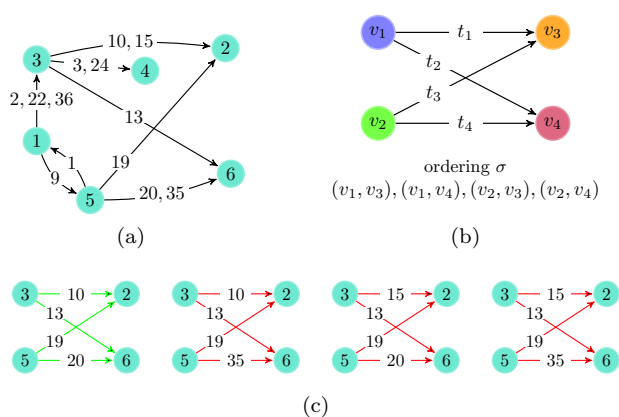 10, 15
2
3
3, 24
4
2, 22, 36
13
1
1
19
6
9
5
20, 35
(a)
v1
t1
v3
t2
t3
v2
t4
v4
ordering σ
(v1, v3), (v1, v4), (v2, v3), (v2, v4)
(b)
3 10 2
13
19
5 20 6
3 10 2
13
19
5 35 6
3 15 2
13
19
5 20 6
3 15 2
13
19
5 35 6
(c)